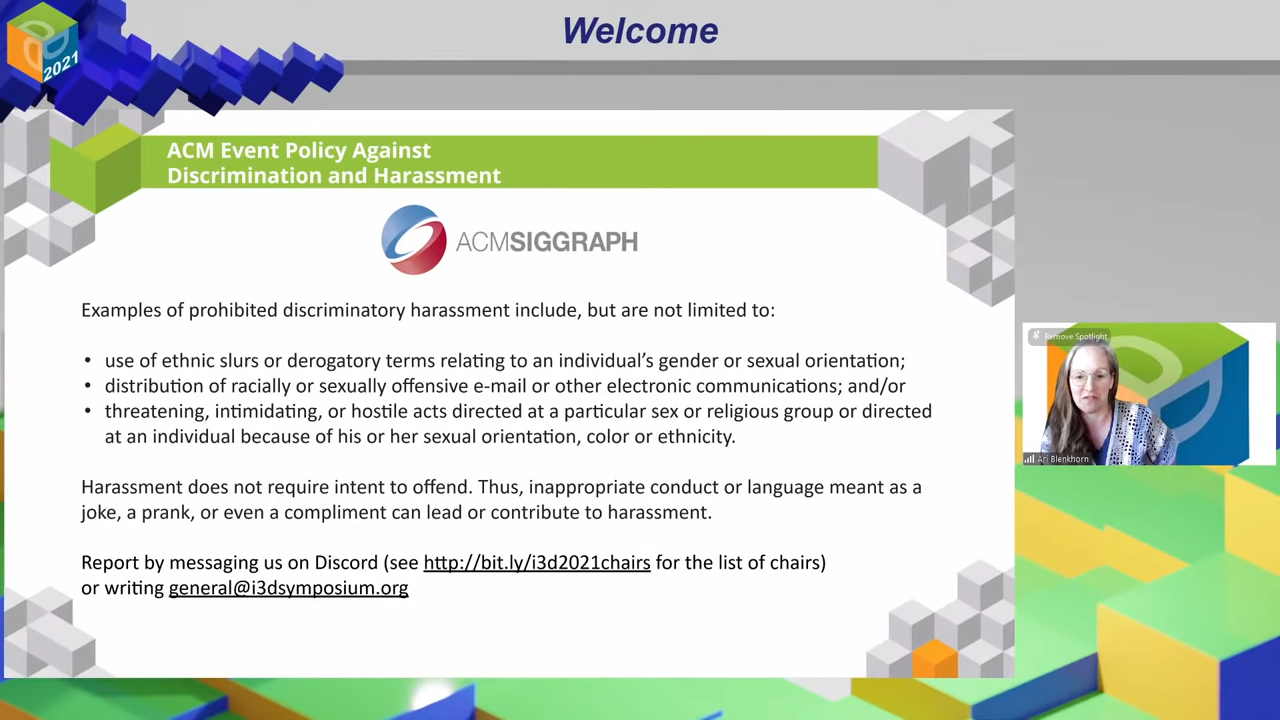 Welcome
2021
ACM Event Policy Against
Discrimination and Harassment
ACMSIGGRAPH
Examples of prohibited discriminatory harassment include, but are not limited to:
• use of ethnic slurs or derogatory terms relating to an individual's gender or sexual orientation;
• distribution of racially or sexually offensive e-mail or other electronic communications; and/or
• threatening, intimidating, or hostile acts directed at a particular sex or religious group or directed
at an individual because of his or her sexual orientation, color or ethnicity.
Harassment does not require intent to offend. Thus, inappropriate conduct or language meant as a
joke, a prank, or even a compliment can lead or contribute to harassment.
Report by messaging us on Discord (see http://bit.ly/i3d2021chairs for the list of chairs)
or writing general@i3dsymposium.org
Remove Spotlight
Ari Blenkhorn